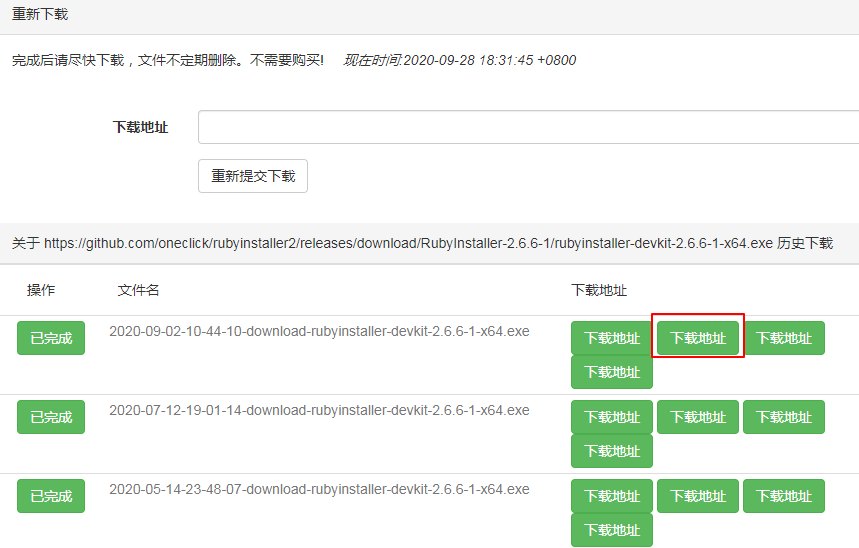 重新下载
完成后请尽快下载，文件不定期删除。不需要购买! 现在时间:2020-09-28 18:31:45 +0800
下载地址
重新提交下载
关于 https://github.com/oneclick/rubyinstaller2/releases/download/RubyInstaller-2.6.6-1/rubyinstaller-devkit-2.6.6-1-x64.exe 历史下载
操作 文件名 下载地址
已完成 2020-09-02-10-44-10-download-rubyinstaller-devkit-2.6.6-1-x64.exe 下载地址 下载地址 下载地址
下载地址
已完成 2020-07-12-19-01-14-download-rubyinstaller-devkit-2.6.6-1-x64.exe 下载地址 下载地址 下载地址
下载地址
已完成 2020-05-14-23-48-07-download-rubyinstaller-devkit-2.6.6-1-x64.exe 下载地址 下载地址 下载地址
下载地址